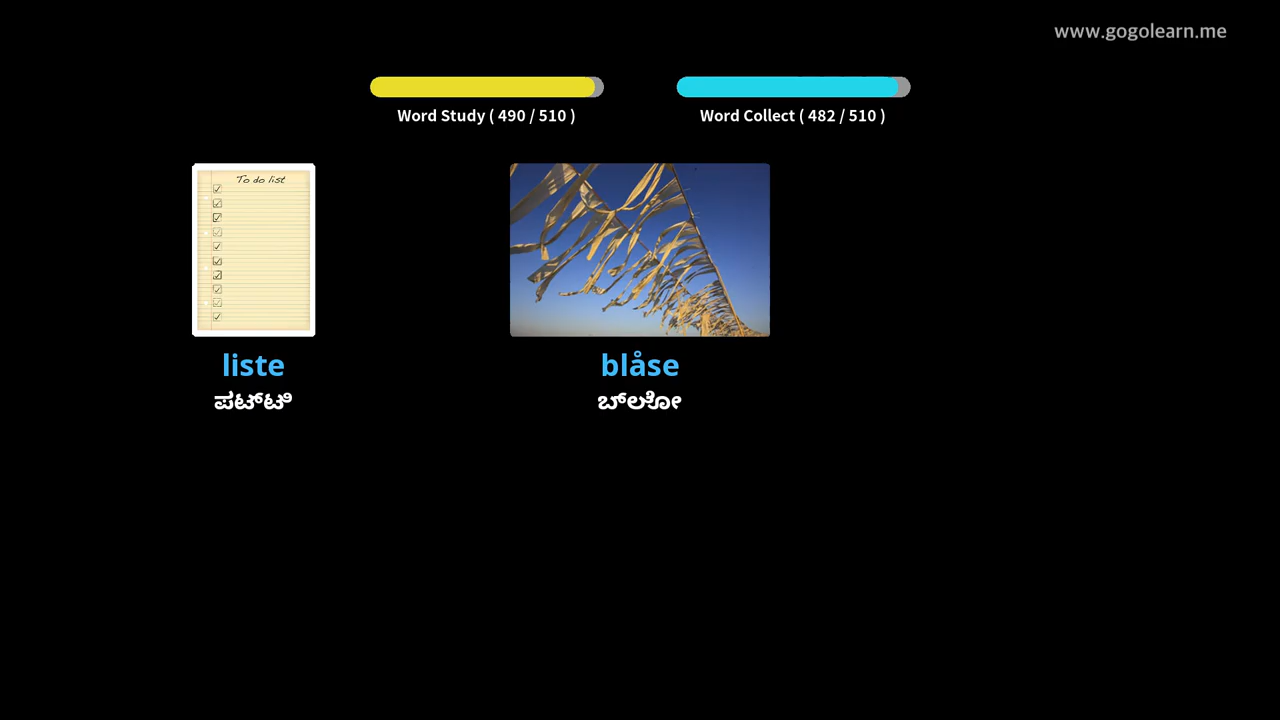 www.gogolearn.me
Word Study ( 490 / 510 )
Word Collect ( 482 / 510 )
To do list
liste
ಪಟ್ಟಿ
blåse
ಬ್ಲೋ